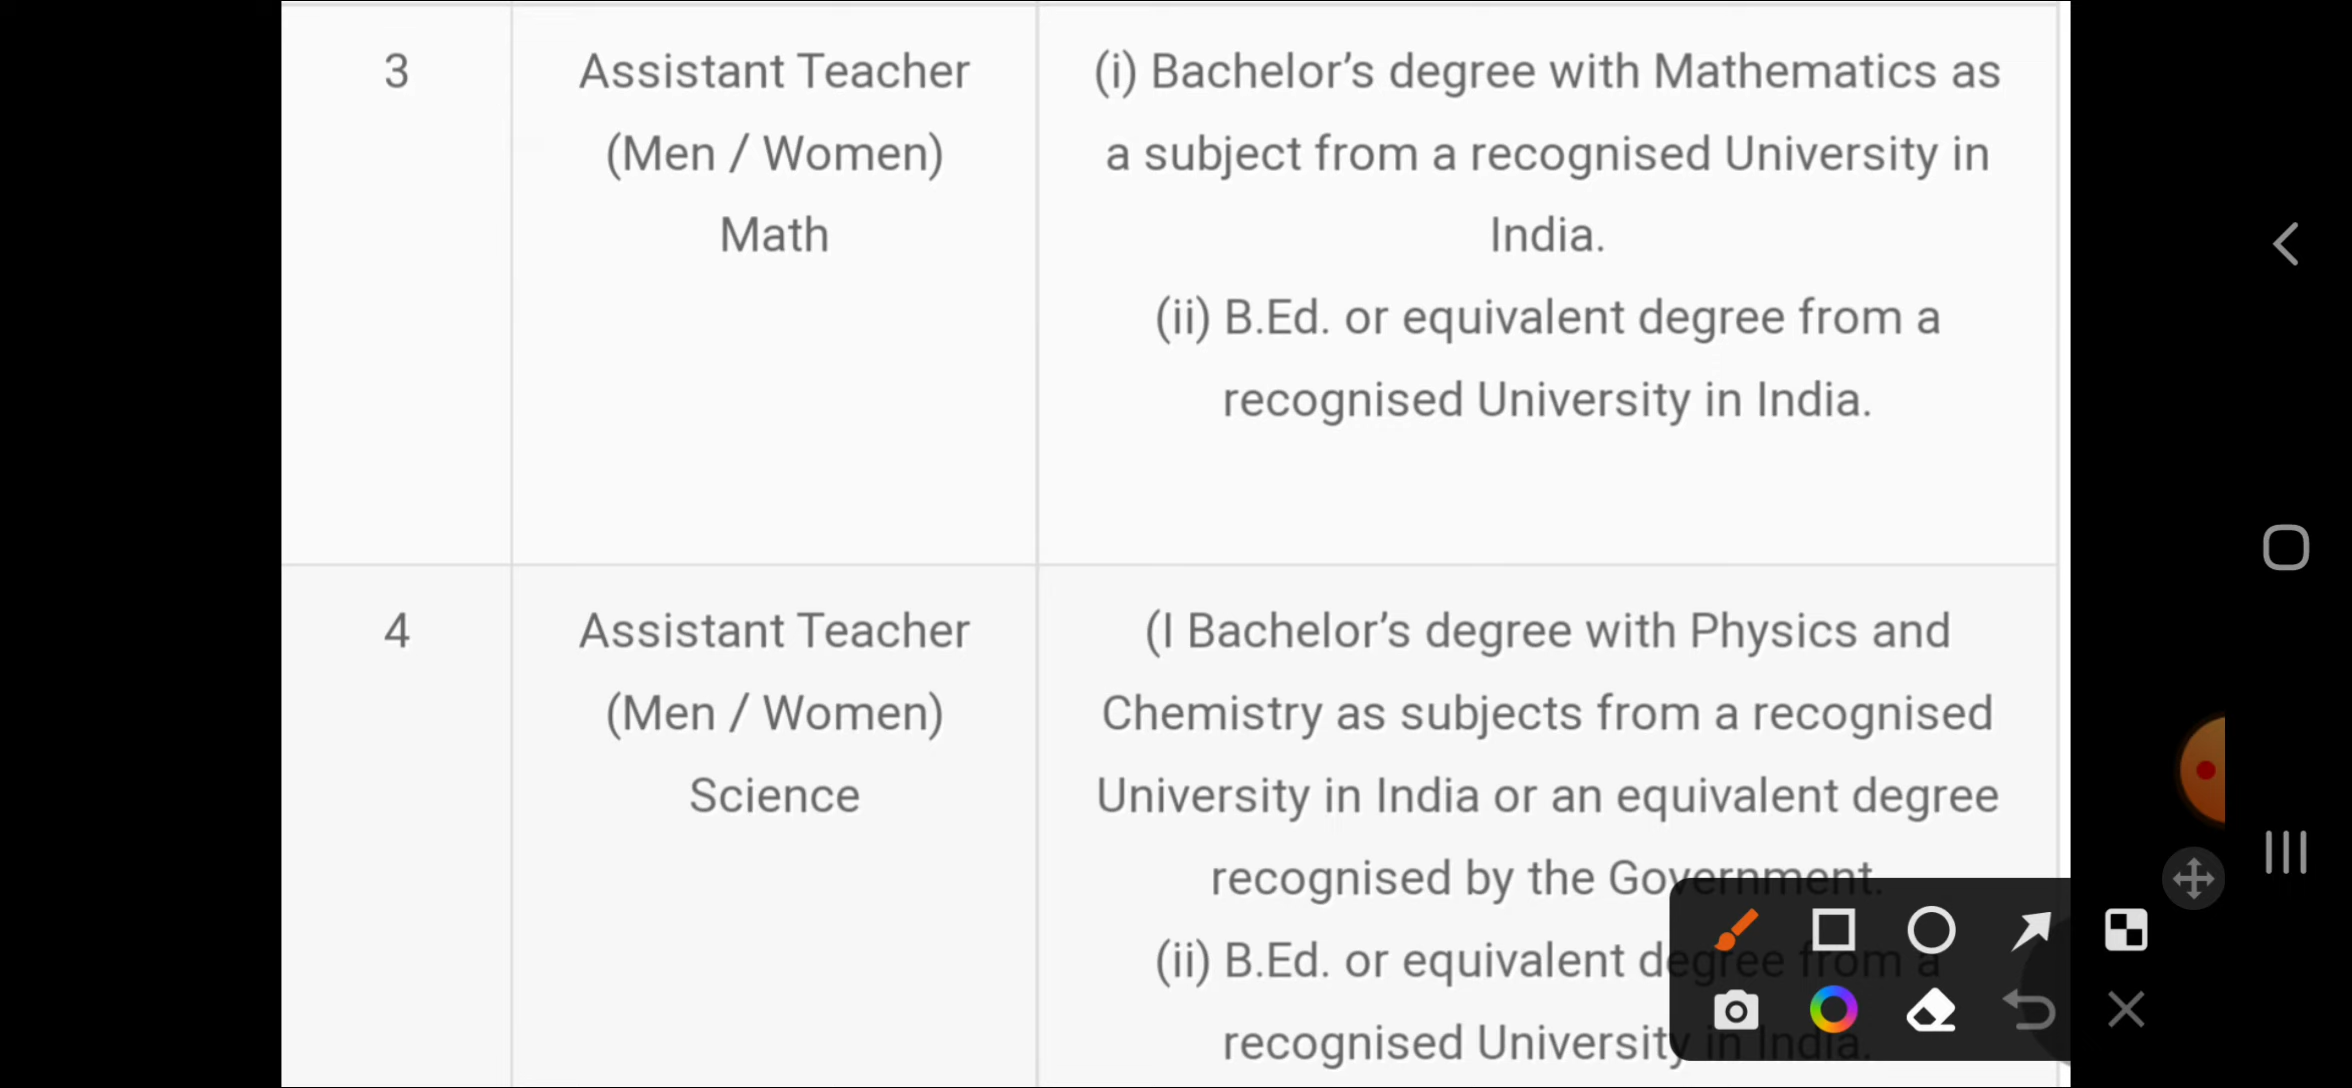 3
Assistant Teacher
(Men / Women)
Math
(i) Bachelor’s degree with Mathematics as
a subject from a recognised University in
India.
(ii) B.Ed. or equivalent degree from a
recognised University in India.
4
Assistant Teacher
(Men / Women)
Science
(I Bachelor’s degree with Physics and
Chemistry as subjects from a recognised
University in India or an equivalent degree
recognised by the Government.
(ii) B.Ed. or equivalent degree from a
recognised University in India.